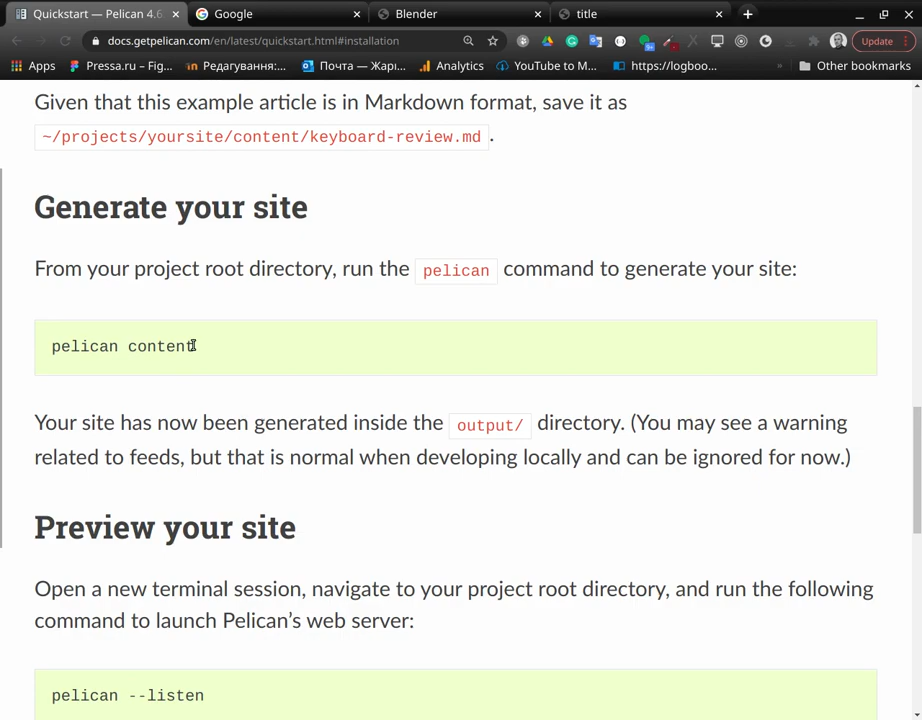 Quickstart — Pelican 4.6.
Google
Blender
title
docs.getpelican.com/en/latest/quickstart.html#installation
Update
Apps
Pressa.ru – Fig...
Редагування:...
Почта — Жарі...
Analytics
YouTube to M...
https://logboo...
»
Other bookmarks
Given that this example article is in Markdown format, save it as
~/projects/yoursite/content/keyboard-review.md.
Generate your site
From your project root directory, run the pelican command to generate your site:
pelican content
Your site has now been generated inside the output/ directory. (You may see a warning
related to feeds, but that is normal when developing locally and can be ignored for now.)
Preview your site
Open a new terminal session, navigate to your project root directory, and run the following
command to launch Pelican’s web server:
pelican --listen